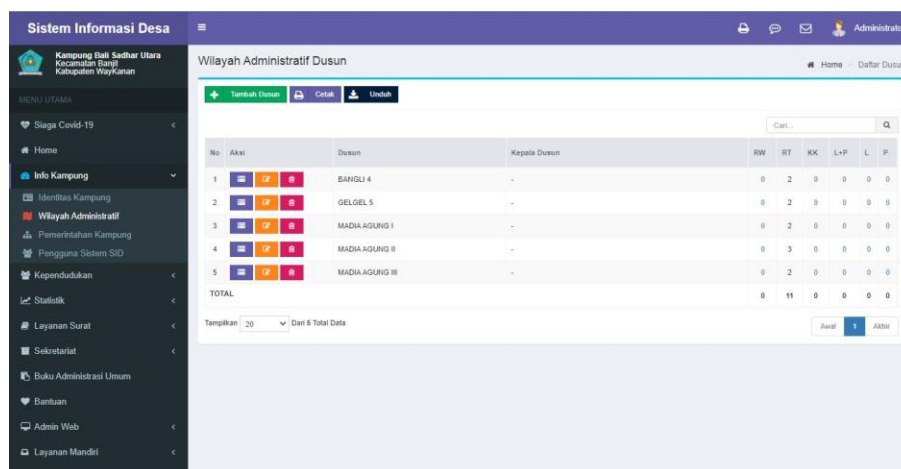 Sistem Informasi Desa
Administrato
Kampung Bali Sadhar Utara
Kecamatan Banjit
Kabupaten WayKanan
Wilayah Administratif Dusun
Home
Daftar Dusu
MENU UTAMA
Tambah Dusun Cetak Unduh
Siaga Covid-19
Cari...
Home
No Aksi Dusun Kepala Dusun RW RT KK L+P L P
Info Kampung
1 BANGLI 4 - 0 2 0 0 0 0
Identitas Kampung
2 GELGEL 5 - 0 2 0 0 0 0
Wilayah Administratif
3 MADIA AGUNG I - 0 2 0 0 0 0
Pemerintahan Kampung
4 MADIA AGUNG II - 0 3 0 0 0 0
Pengguna Sistem SID
5 MADIA AGUNG III - 0 2 0 0 0 0
Kependudukan
TOTAL 0 11 0 0 0 0
Statistik
Tampilkan 20 Dari 5 Total Data
Awal 1 Akhir
Layanan Surat
Sekretariat
Buku Administrasi Umum
Bantuan
Admin Web
Layanan Mandiri